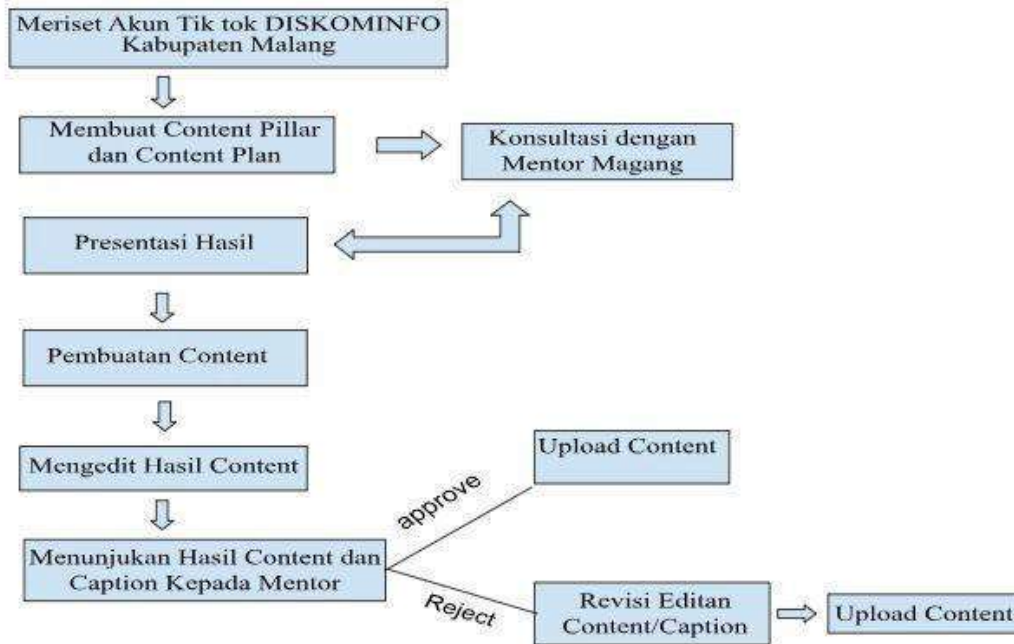 Meriset Akun Tik tok DISKOMINFO
Kabupaten Malang
Membuat Content Pillar
dan Content Plan
Konsultasi dengan
Mentor Magang
Presentasi Hasil
Pembuatan Content
Mengedit Hasil Content
Menunjukan Hasil Content dan
Caption Kepada Mentor
approve
Upload Content
Reject
Revisi Editan
Content/Caption
Upload Content